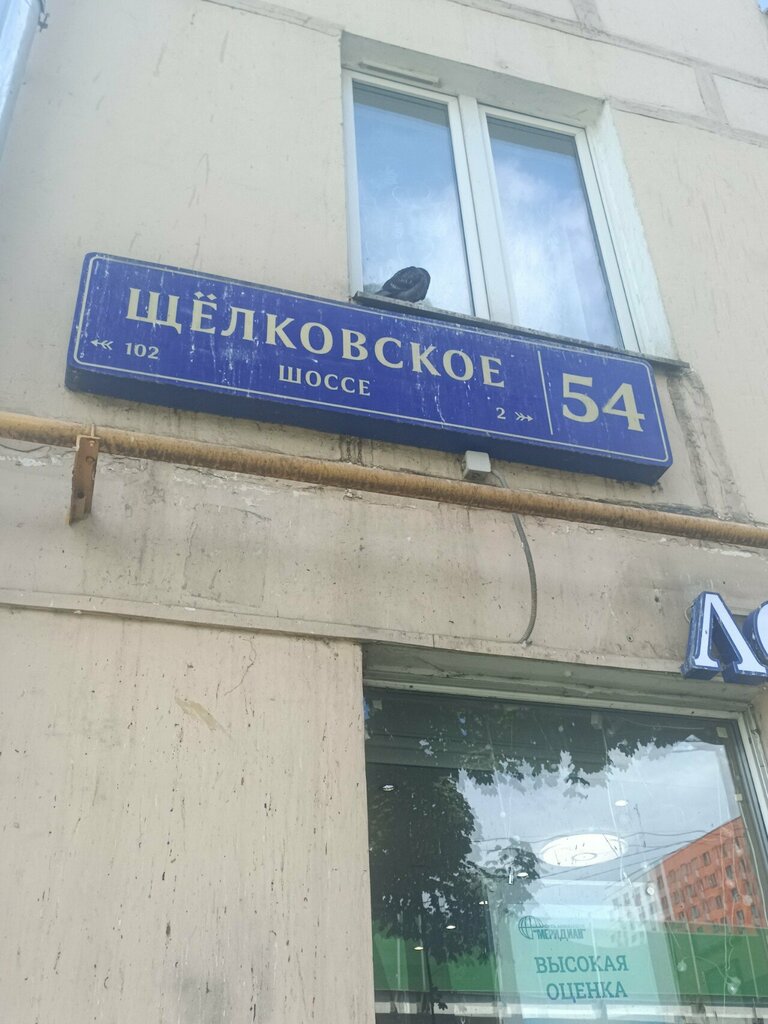 ЩЁЛКОВСКОЕ
102
ШОССЕ
2
54
"МЕРИДИАН"
ВЫСОКАЯ
ОЦЕНКА